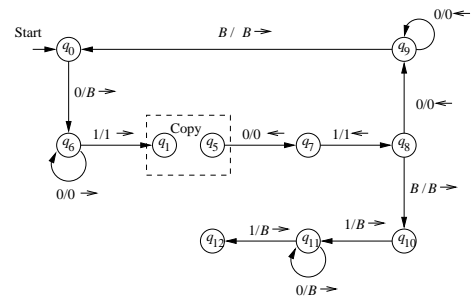 Start
q0
B / B →
q9
0/0 ←
0/B →
0/0 ←
q6
1/1 →
Copy
q1
q5
0/0 ←
q7
1/1 ←
q8
0/0 →
B / B →
q12
1/B →
q11
1/B →
q10
0/B →